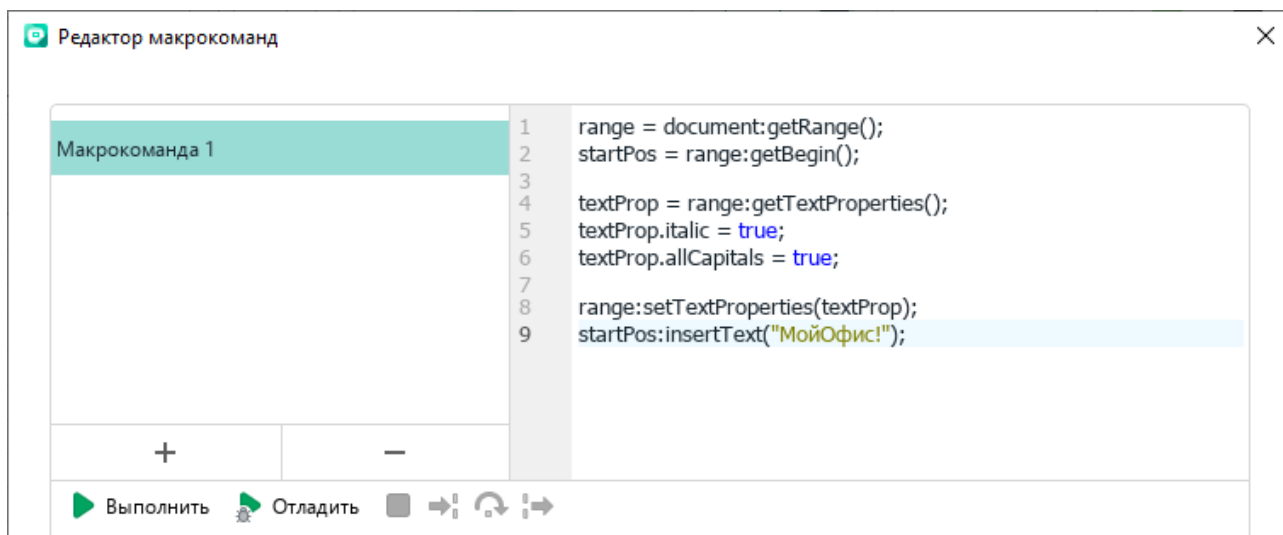 Редактор макрокоманд
Макрокоманда 1
1 range = document:getRange();
2 startPos = range:getBegin();
3
4 textProp = range:getTextProperties();
5 textProp.italic = true;
6 textProp.allCapitals = true;
7
8 range:setTextProperties(textProp);
9 startPos:insertText("МойОфис!");
Выполнить Отладить